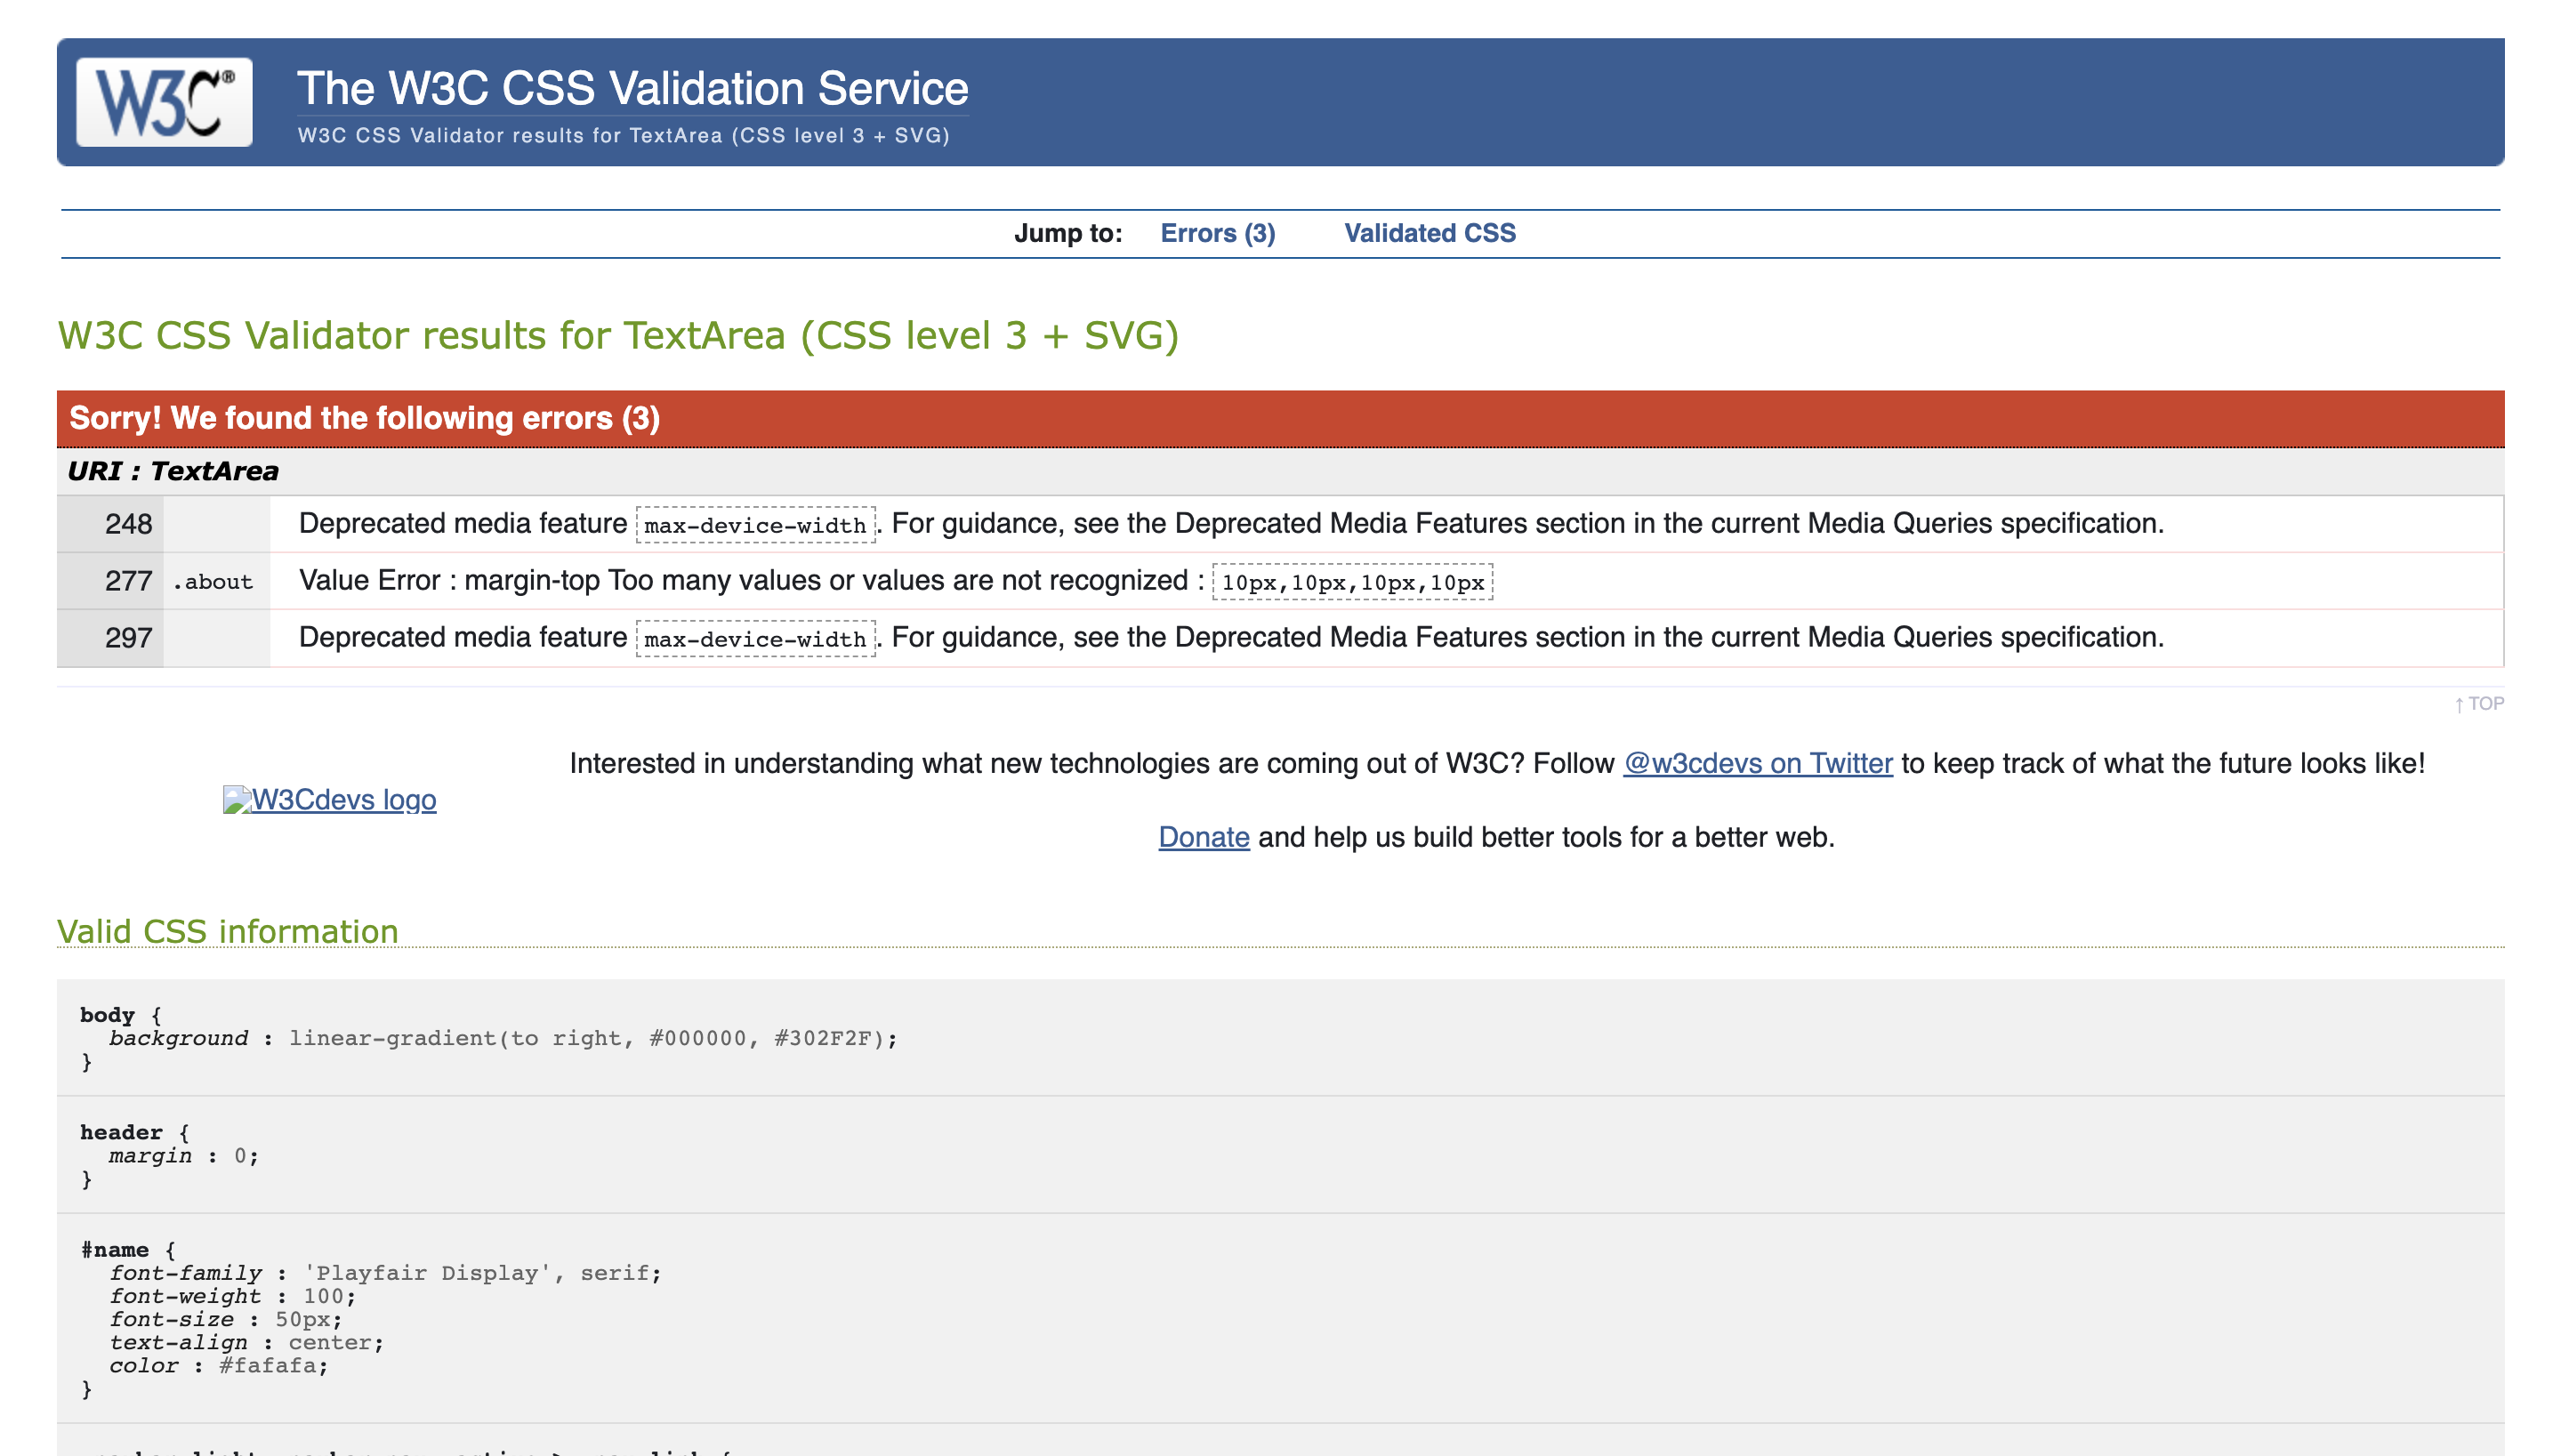 W3C®
The W3C CSS Validation Service
W3C CSS Validator results for TextArea (CSS level 3 + SVG)
Jump to: Errors (3) Validated CSS
W3C CSS Validator results for TextArea (CSS level 3 + SVG)
Sorry! We found the following errors (3)
URI : TextArea
248 Deprecated media feature max-device-width. For guidance, see the Deprecated Media Features section in the current Media Queries specification.
277 .about Value Error : margin-top Too many values or values are not recognized : 10px,10px,10px,10px
297 Deprecated media feature max-device-width. For guidance, see the Deprecated Media Features section in the current Media Queries specification.
↑ TOP
Interested in understanding what new technologies are coming out of W3C? Follow @w3cdevs on Twitter to keep track of what the future looks like!
W3Cdevs logo
Donate and help us build better tools for a better web.
Valid CSS information
body {
background : linear-gradient(to right, #000000, #302F2F);
}
header {
margin : 0;
}
#name {
font-family : 'Playfair Display', serif;
font-weight : 100;
font-size : 50px;
text-align : center;
color : #fafafa;
}